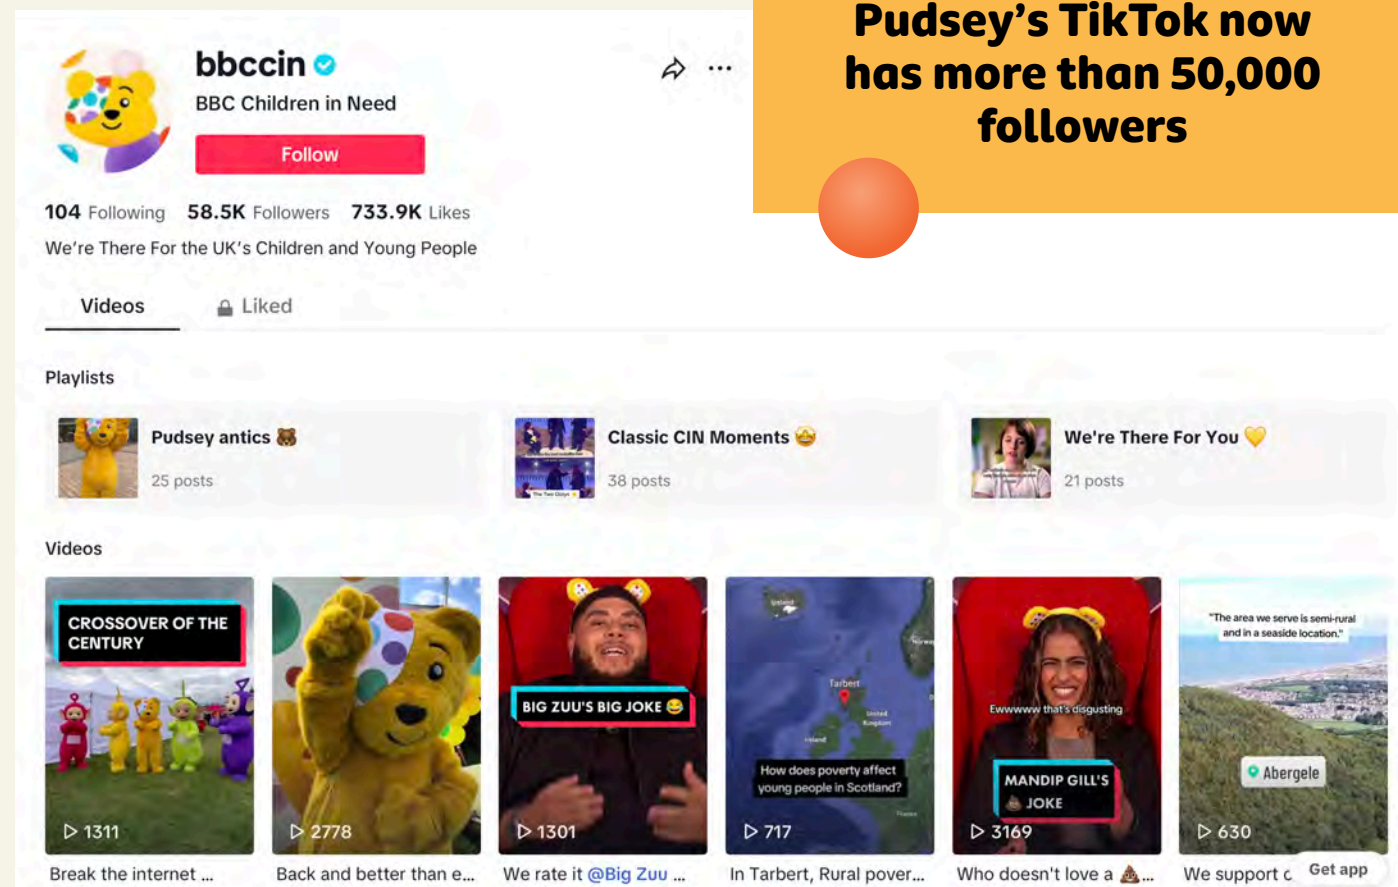 Pudsey's TikTok now
has more than 50,000
followers
bbccin
BBC Children in Need
Follow
104 Following 58.5K Followers 733.9K Likes
We're There For the UK's Children and Young People
Videos Liked
Playlists
Pudsey antics 🐻
25 posts
Classic CIN Moments 🤩
38 posts
We're There For You 💛
21 posts
Videos
CROSSOVER OF THE
CENTURY
1311
Break the internet ...
2778
Back and better than e...
BIG ZUU'S BIG JOKE 😂
1301
We rate it @Big Zuu ...
Iceland
Tarbert
United
Kingdom
Ireland
France
How does poverty affect
young people in Scotland?
717
In Tarbert, Rural pover...
Ewwwww that's disgusting
MANDIP GILL'S
💩 JOKE
3169
Who doesn't love a 💩...
"The area we serve is semi-rural
and in a seaside location."
Abergele
630
We support c
Get app